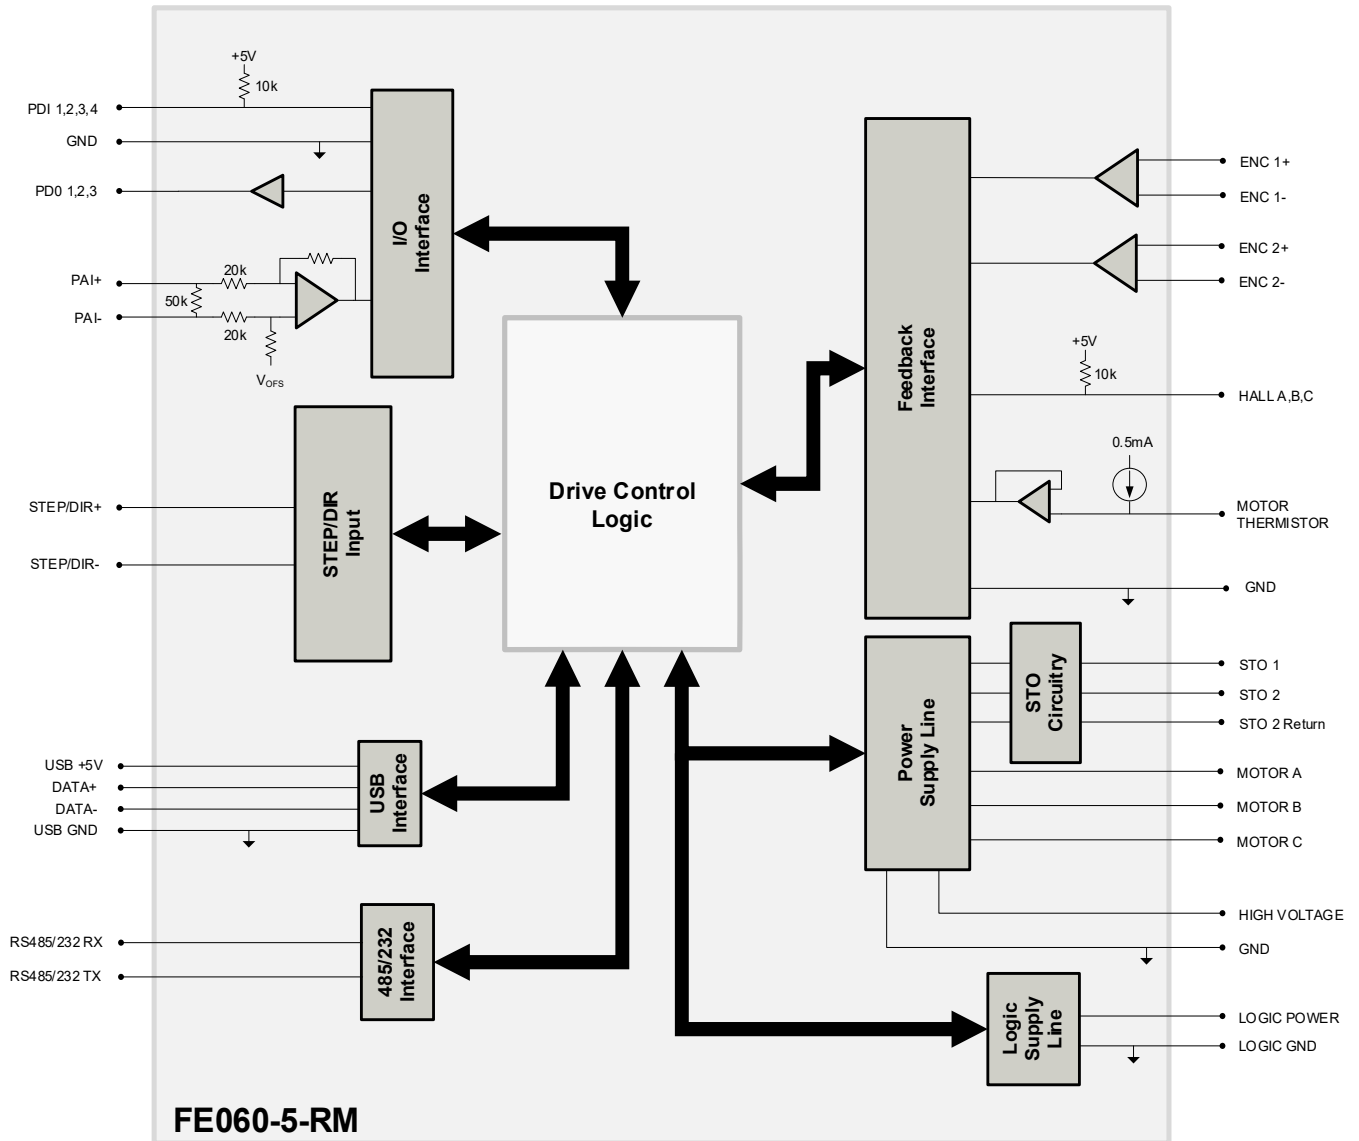 +5V
10k
PDI 1,2,3,4
GND
PD0 1,2,3
PAI+
20k
50k
PAI-
20k
VOFS
I/O
Interface
STEP/DIR+
STEP/DIR-
STEP/DIR
Input
USB +5V
DATA+
DATA-
USB GND
USB
Interface
RS485/232 RX
RS485/232 TX
485/232
Interface
Drive Control
Logic
Feedback
Interface
ENC 1+
ENC 1-
ENC 2+
ENC 2-
+5V
10k
HALL A,B,C
0.5mA
MOTOR
THERMISTOR
GND
Power
Supply Line
STO
Circuitry
STO 1
STO 2
STO 2 Return
MOTOR A
MOTOR B
MOTOR C
HIGH VOLTAGE
GND
Logic
Supply
Line
LOGIC POWER
LOGIC GND
FE060-5-RM